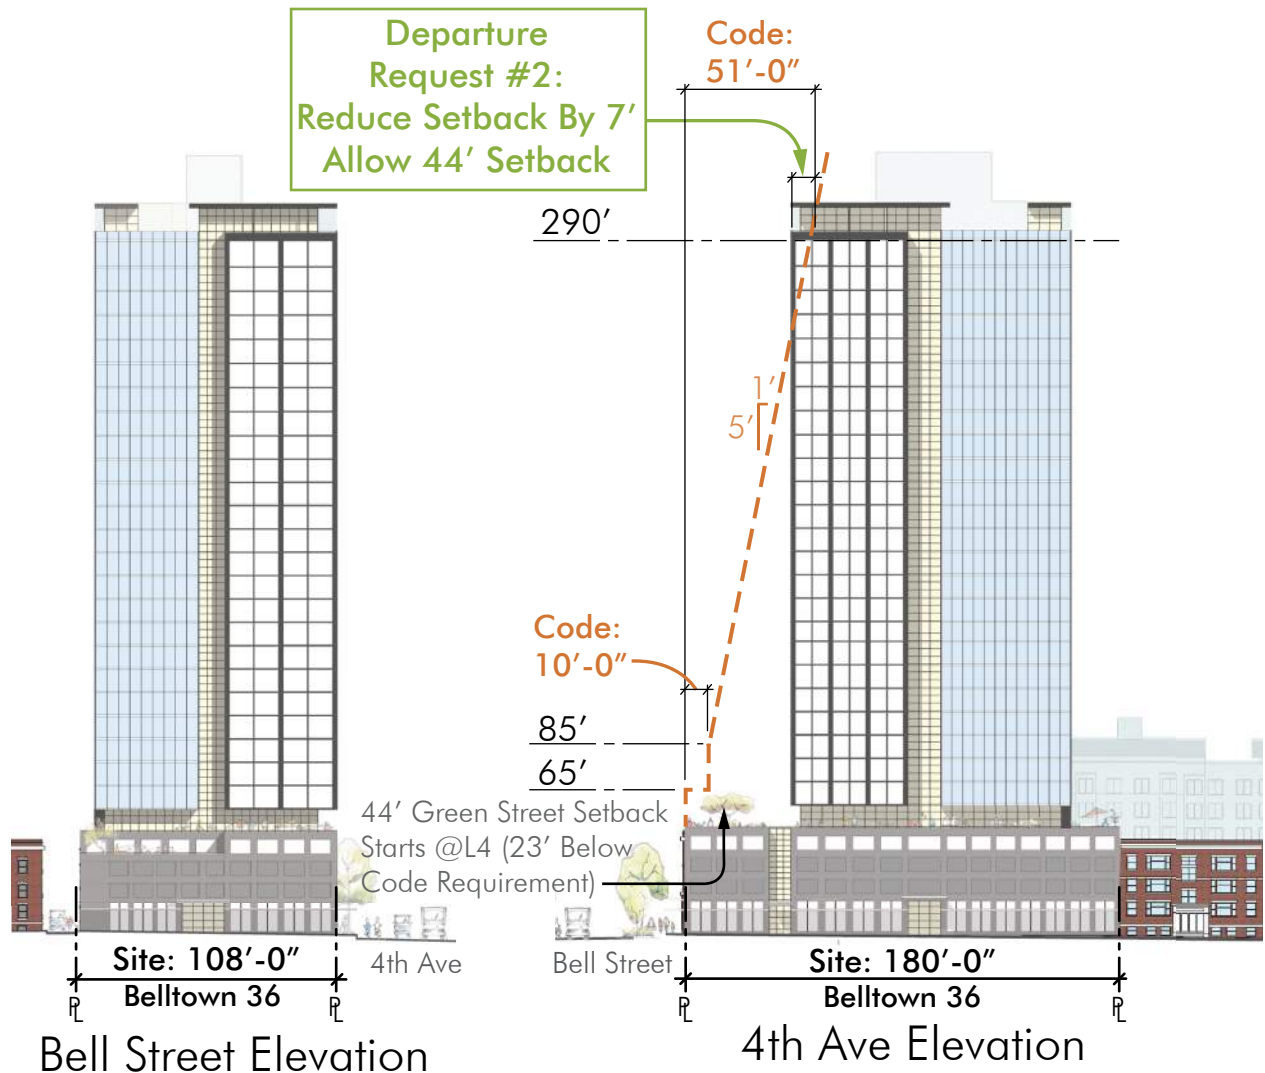 Departure
Request #2:
Reduce Setback By 7′
Allow 44′ Setback
Code:
51′-0″
290′
1′
5′
Code:
10′-0″
85′
65′
44′ Green Street Setback
Starts @L4 (23′ Below
Code Requirement)
4th Ave
Bell Street
Site: 108′-0″
Belltown 36
PL
PL
Site: 180′-0″
Belltown 36
PL
PL
Bell Street Elevation
4th Ave Elevation